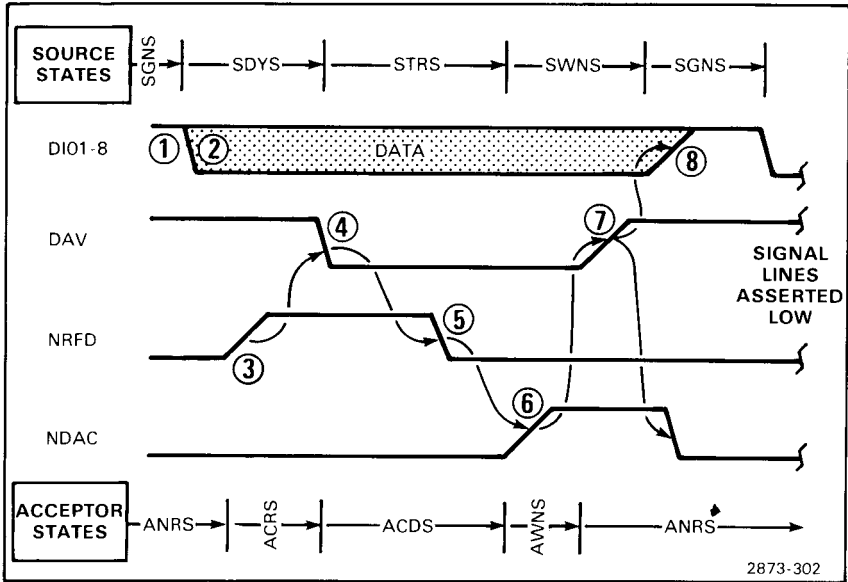 SOURCE STATES
SGNS SDYS STRS SWNS SGNS
DIO1-8 ① ② DATA ⑧
DAV ④ ⑦
SIGNAL LINES ASSERTED LOW
NRFD ③ ⑤
NDAC ⑥
ACCEPTOR STATES
ANRS ACRS ACDS AWNS ANRS
2873-302